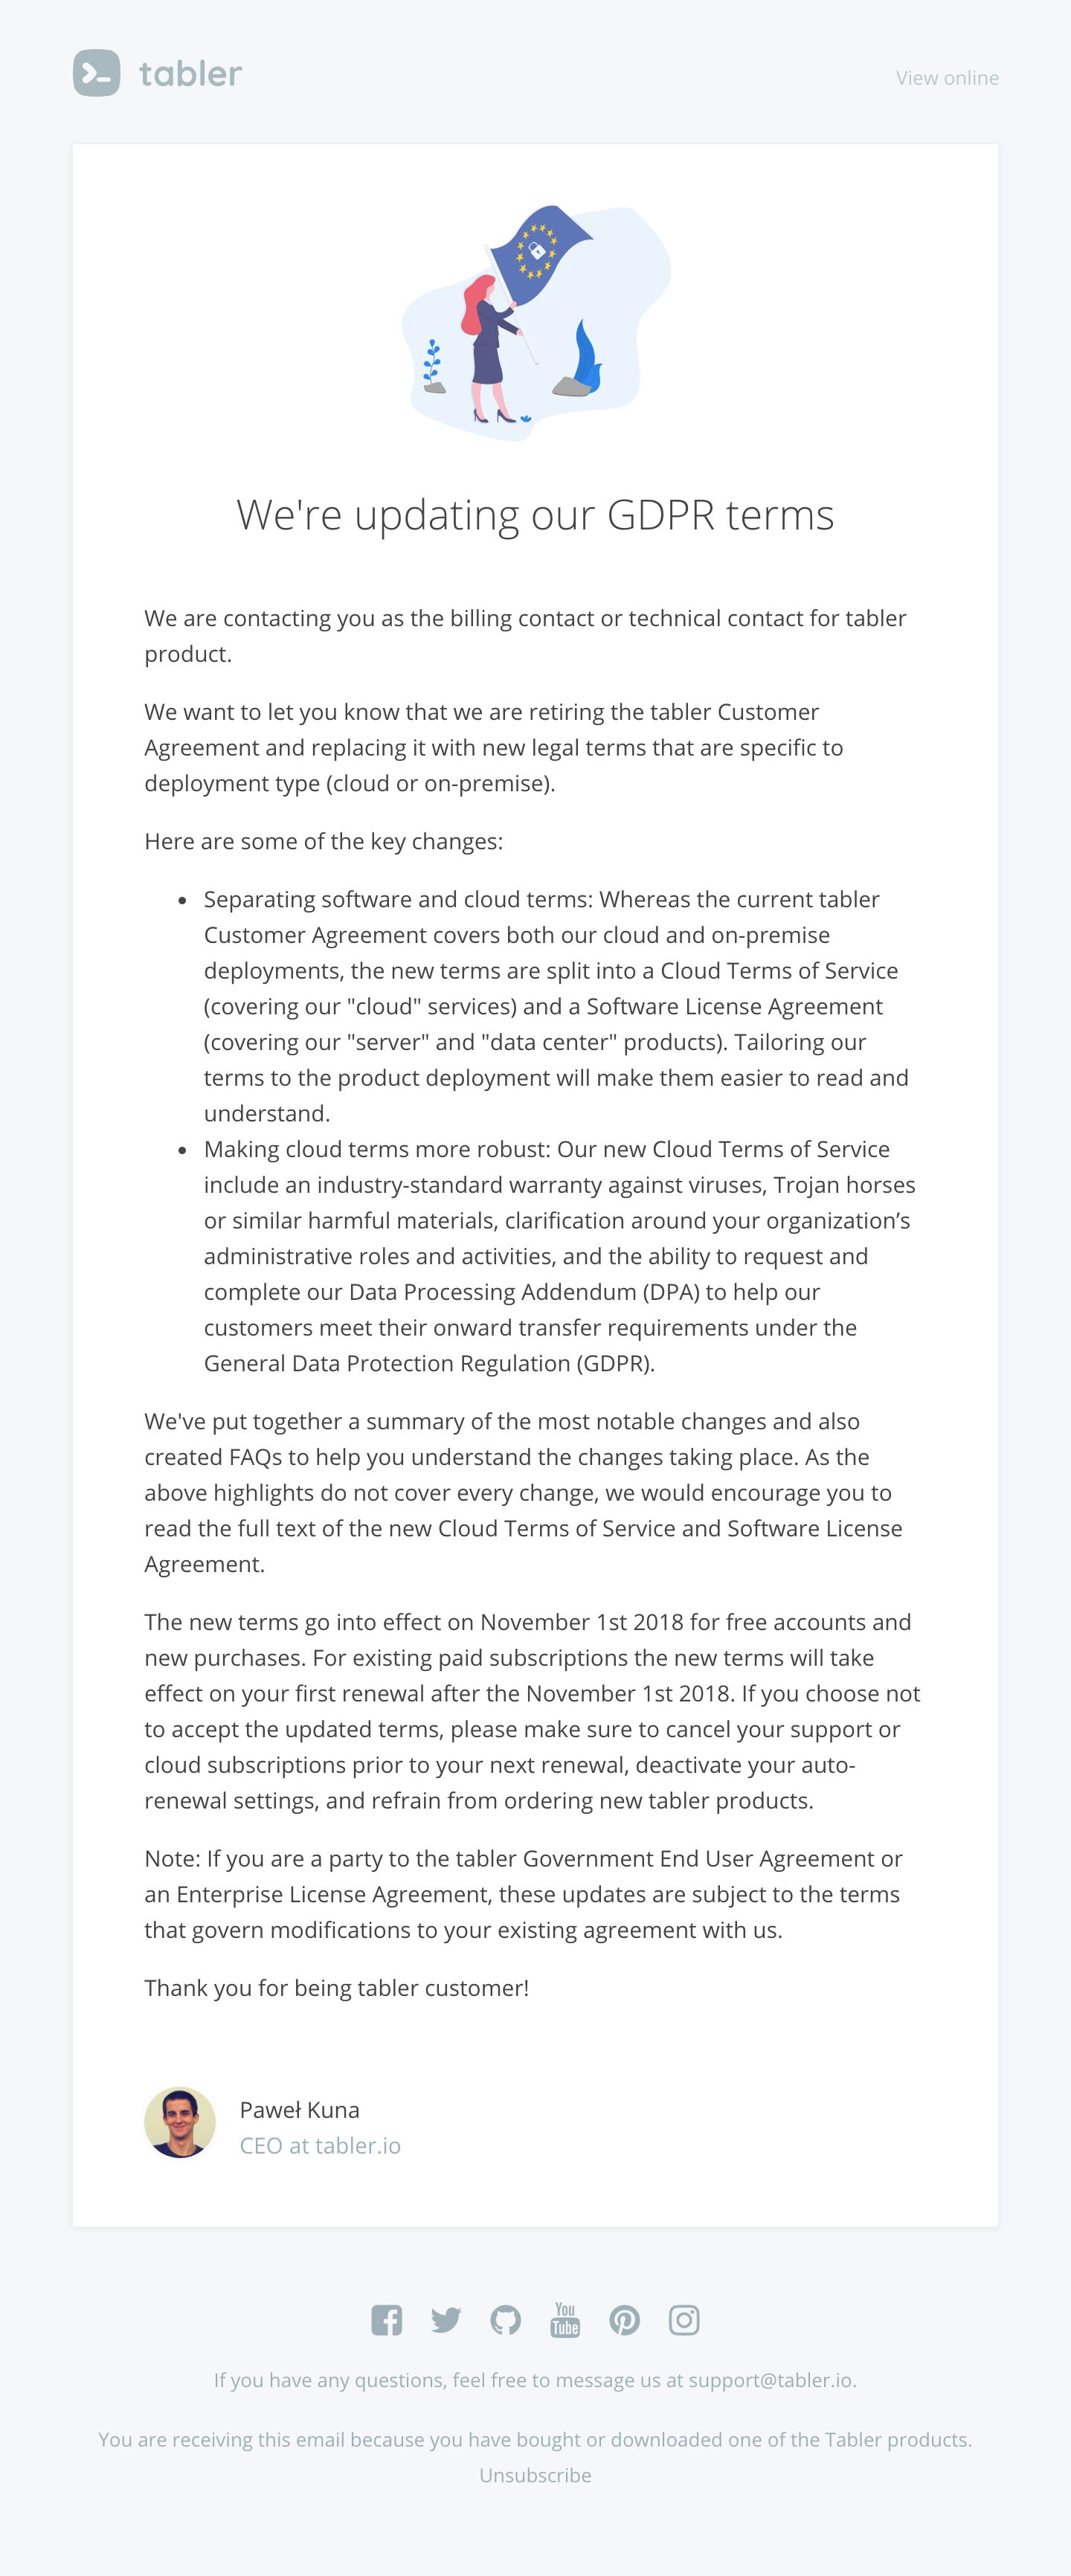 tabler
View online
We're updating our GDPR terms
We are contacting you as the billing contact or technical contact for tabler
product.
We want to let you know that we are retiring the tabler Customer
Agreement and replacing it with new legal terms that are specific to
deployment type (cloud or on-premise).
Here are some of the key changes:
• Separating software and cloud terms: Whereas the current tabler
Customer Agreement covers both our cloud and on-premise
deployments, the new terms are split into a Cloud Terms of Service
(covering our "cloud" services) and a Software License Agreement
(covering our "server" and "data center" products). Tailoring our
terms to the product deployment will make them easier to read and
understand.
• Making cloud terms more robust: Our new Cloud Terms of Service
include an industry-standard warranty against viruses, Trojan horses
or similar harmful materials, clarification around your organization’s
administrative roles and activities, and the ability to request and
complete our Data Processing Addendum (DPA) to help our
customers meet their onward transfer requirements under the
General Data Protection Regulation (GDPR).
We've put together a summary of the most notable changes and also
created FAQs to help you understand the changes taking place. As the
above highlights do not cover every change, we would encourage you to
read the full text of the new Cloud Terms of Service and Software License
Agreement.
The new terms go into effect on November 1st 2018 for free accounts and
new purchases. For existing paid subscriptions the new terms will take
effect on your first renewal after the November 1st 2018. If you choose not
to accept the updated terms, please make sure to cancel your support or
cloud subscriptions prior to your next renewal, deactivate your auto-
renewal settings, and refrain from ordering new tabler products.
Note: If you are a party to the tabler Government End User Agreement or
an Enterprise License Agreement, these updates are subject to the terms
that govern modifications to your existing agreement with us.
Thank you for being tabler customer!
Paweł Kuna
CEO at tabler.io
You
Tube
If you have any questions, feel free to message us at support@tabler.io.
You are receiving this email because you have bought or downloaded one of the Tabler products.
Unsubscribe